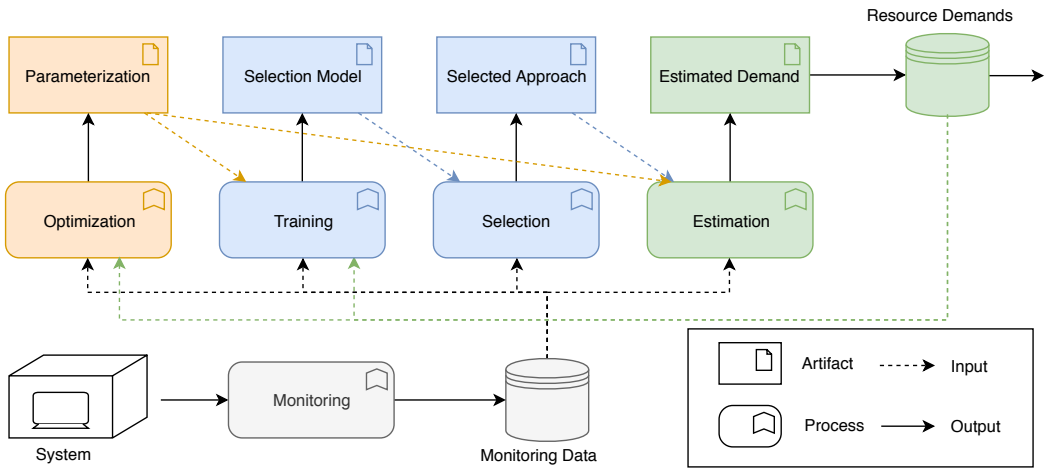 Resource Demands
Parameterization
Selection Model
Selected Approach
Estimated Demand
Optimization
Training
Selection
Estimation
Monitoring
System
Monitoring Data
Artifact
Input
Process
Output